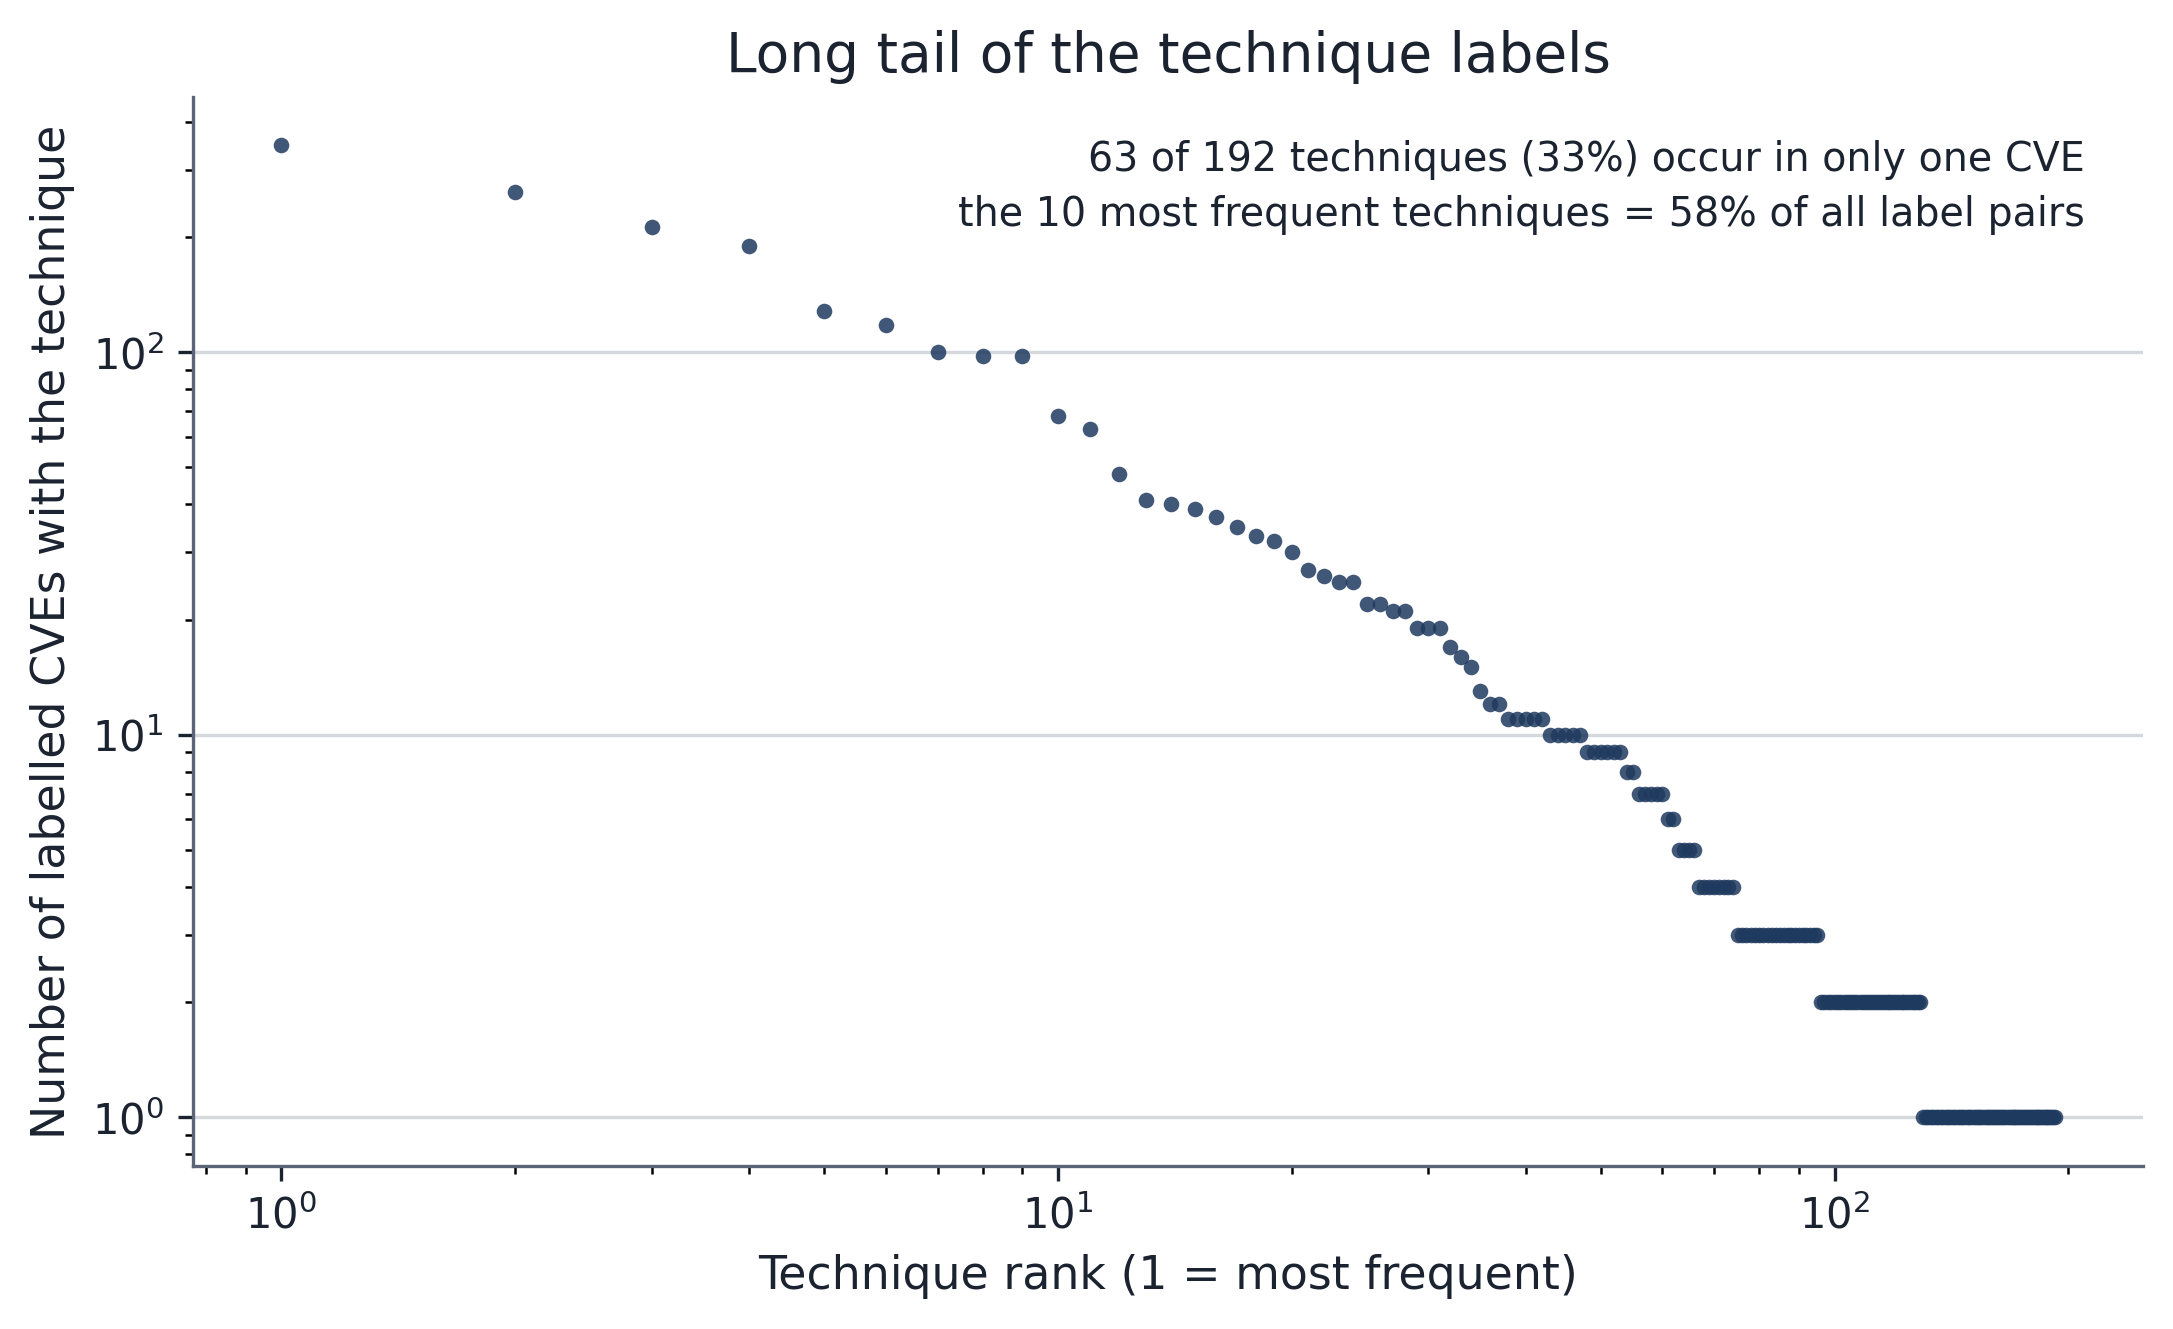 Long tail of the technique labels
63 of 192 techniques (33%) occur in only one CVE
the 10 most frequent techniques = 58% of all label pairs
Number of labelled CVEs with the technique
10²
10¹
10⁰
10⁰ 10¹ 10²
Technique rank (1 = most frequent)